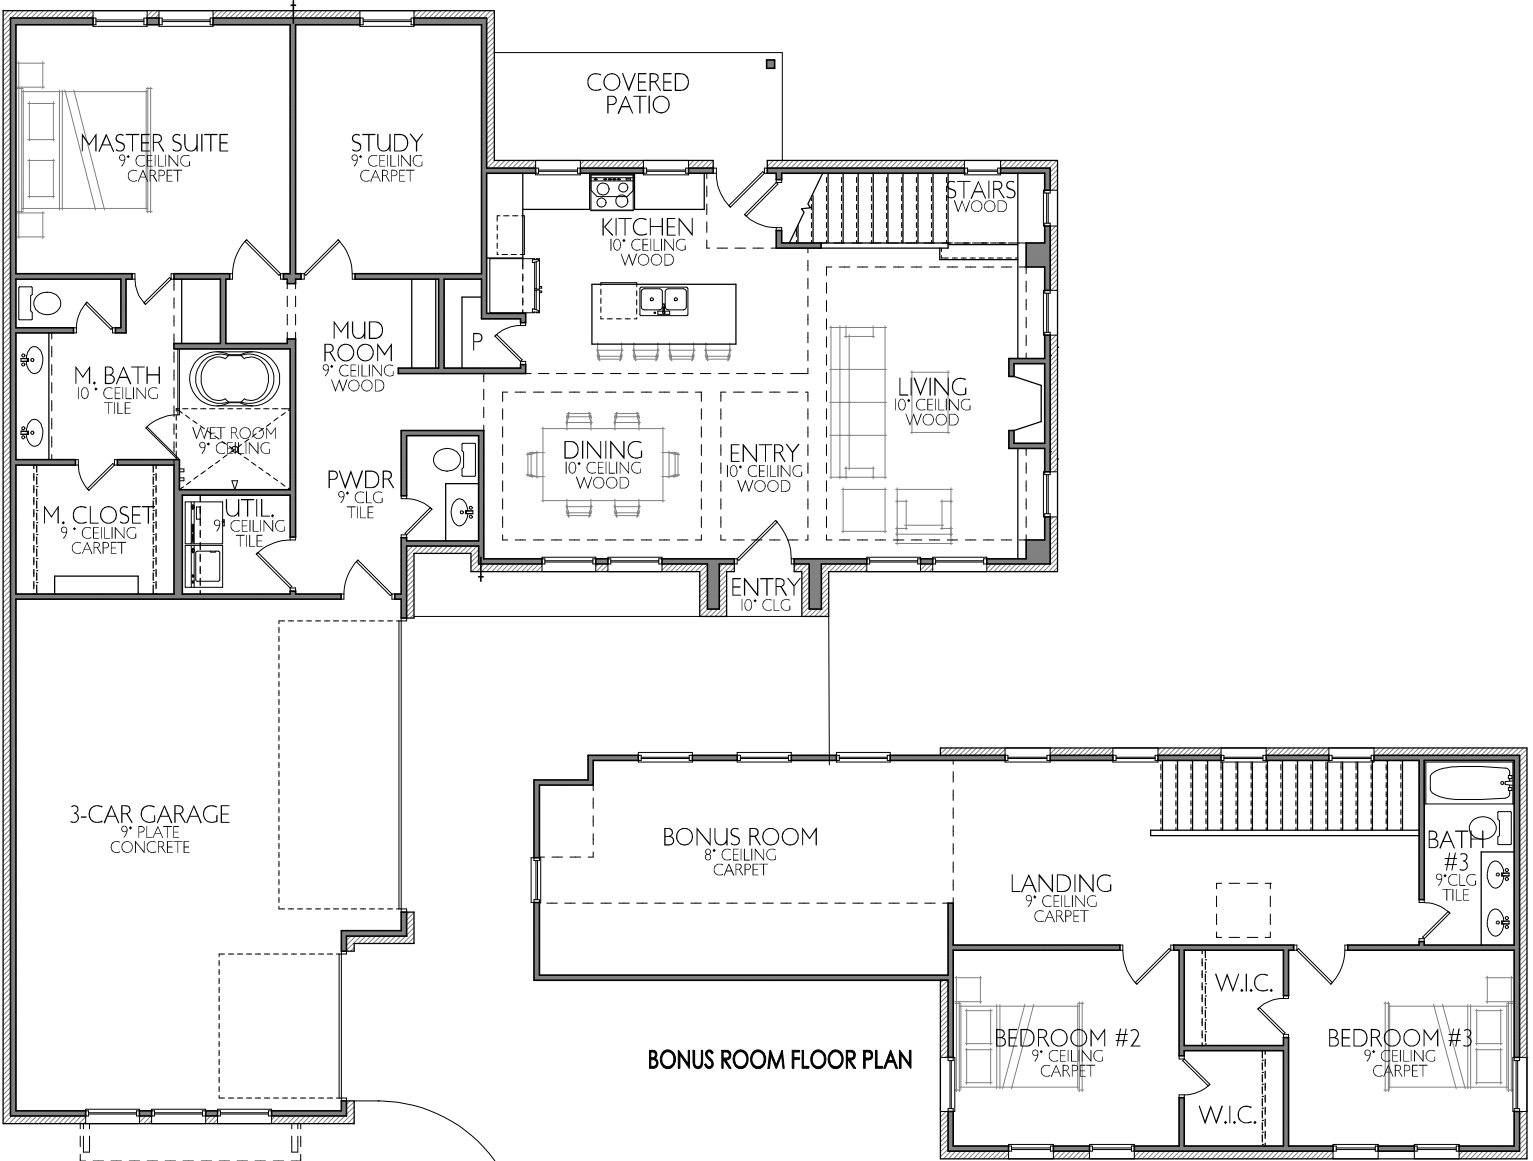 COVERED
PATIO
MASTER SUITE
9' CEILING
CARPET
STUDY
9' CEILING
CARPET
STAIRS
WOOD
KITCHEN
10' CEILING
WOOD
MUD
ROOM
9' CEILING
WOOD
P
M. BATH
10 ' CEILING
TILE
LIVING
10' CEILING
WOOD
WET ROOM
9' CEILING
DINING
10' CEILING
WOOD
ENTRY
10' CEILING
WOOD
PWDR
9' CLG
TILE
M. CLOSET
9 ' CEILING
CARPET
UTIL.
9' CEILING
TILE
ENTRY
10' CLG
3-CAR GARAGE
9' PLATE
CONCRETE
BONUS ROOM
8' CEILING
CARPET
LANDING
9' CEILING
CARPET
BATH
#3
9'CLG
TILE
W.I.C.
BEDROOM #2
9' CEILING
CARPET
BEDROOM #3
9' CEILING
CARPET
W.I.C.
BONUS ROOM FLOOR PLAN